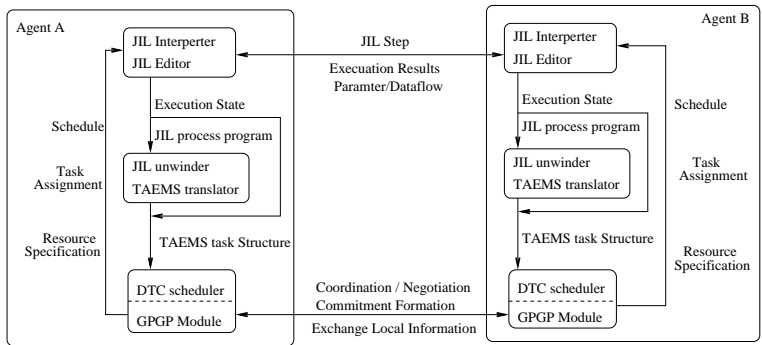 Agent A
JIL Interperter
JIL Editor
Execution State
Schedule
JIL process program
Task
Assignment
JIL unwinder
TAEMS translator
Resource
Specification
TAEMS task Structure
DTC scheduler
GPGP Module
JIL Step
Execuation Results
Paramter/Dataflow
Coordination / Negotiation
Commitment Formation
Exchange Local Information
Agent B
JIL Interperter
JIL Editor
Execution State
Schedule
JIL process program
JIL unwinder
TAEMS translator
Task
Assignment
TAEMS task Structure
Resource
Specification
DTC scheduler
GPGP Module